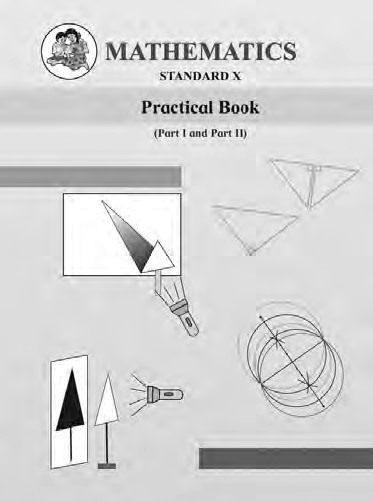 MATHEMATICS
STANDARD X
Practical Book
(Part I and Part II)